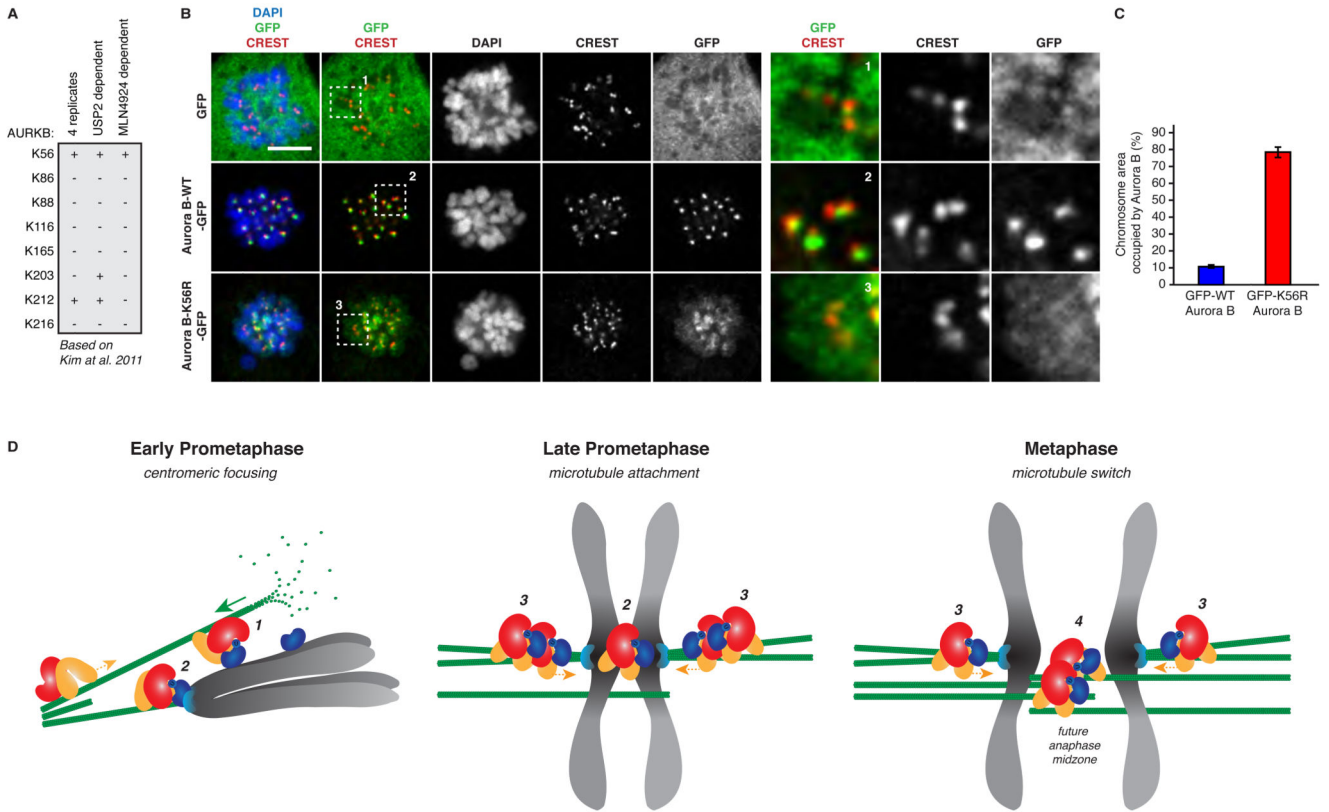 A
4 replicates
USP2 dependent
MLN4924 dependent
AURKB:
K56 + + +
K86 - - -
K88 - - -
K116 - - -
K165 - - -
K203 - + -
K212 + + -
K216 - - -
Based on
Kim at al. 2011
B
DAPI
GFP
CREST
GFP
CREST
DAPI
CREST
GFP
GFP
CREST
CREST
GFP
GFP
1
1
Aurora B-WT
-GFP
2
2
Aurora B-K56R
-GFP
3
3
C
Chromosome area
occupied by Aurora B (%)
90
80
70
60
50
40
30
20
10
0
GFP-WT
Aurora B
GFP-K56R
Aurora B
D
Early Prometaphase
centromeric focusing
1
2
Late Prometaphase
microtubule attachment
3
2
3
Metaphase
microtubule switch
3
4
3
future
anaphase
midzone